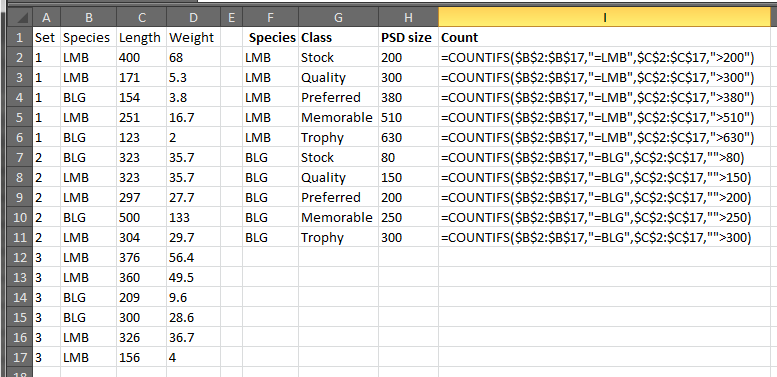 A B C D E F G H I
1 Set Species Length Weight Species Class PSD size Count
2 1 LMB 400 68 LMB Stock 200 =COUNTIFS($B$2:$B$17,"=LMB",$C$2:$C$17,">200")
3 1 LMB 171 5.3 LMB Quality 300 =COUNTIFS($B$2:$B$17,"=LMB",$C$2:$C$17,">300")
4 1 BLG 154 3.8 LMB Preferred 380 =COUNTIFS($B$2:$B$17,"=LMB",$C$2:$C$17,">380")
5 1 LMB 251 16.7 LMB Memorable 510 =COUNTIFS($B$2:$B$17,"=LMB",$C$2:$C$17,">510")
6 1 BLG 123 2 LMB Trophy 630 =COUNTIFS($B$2:$B$17,"=LMB",$C$2:$C$17,">630")
7 2 BLG 323 35.7 BLG Stock 80 =COUNTIFS($B$2:$B$17,"=BLG",$C$2:$C$17,"">80)
8 2 LMB 323 35.7 BLG Quality 150 =COUNTIFS($B$2:$B$17,"=BLG",$C$2:$C$17,"">150)
9 2 LMB 297 27.7 BLG Preferred 200 =COUNTIFS($B$2:$B$17,"=BLG",$C$2:$C$17,"">200)
10 2 BLG 500 133 BLG Memorable 250 =COUNTIFS($B$2:$B$17,"=BLG",$C$2:$C$17,"">250)
11 2 LMB 304 29.7 BLG Trophy 300 =COUNTIFS($B$2:$B$17,"=BLG",$C$2:$C$17,"">300)
12 3 LMB 376 56.4
13 3 LMB 360 49.5
14 3 BLG 209 9.6
15 3 BLG 300 28.6
16 3 LMB 326 36.7
17 3 LMB 156 4
18